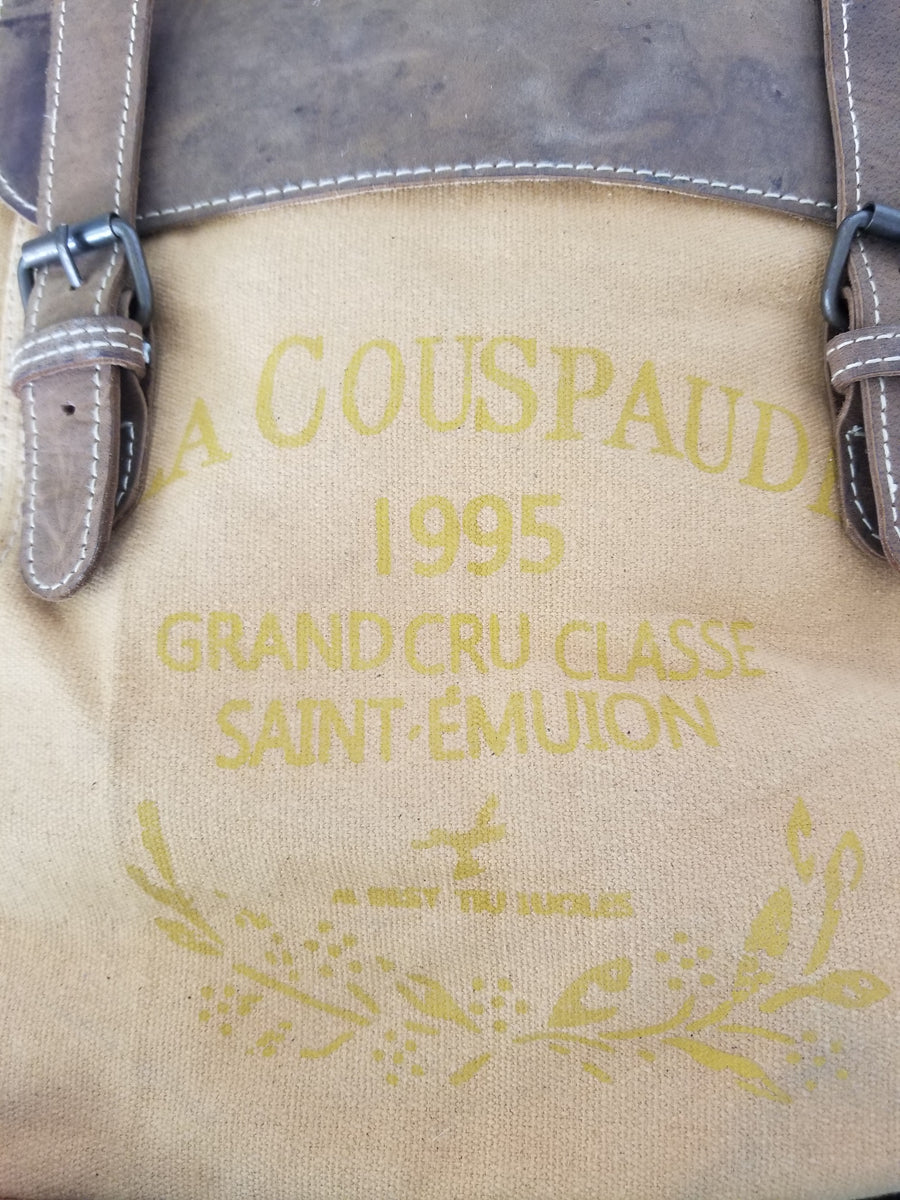 LA COUSPAUDE
1995
GRAND CRU CLASSE
SAINT-ÉMUION